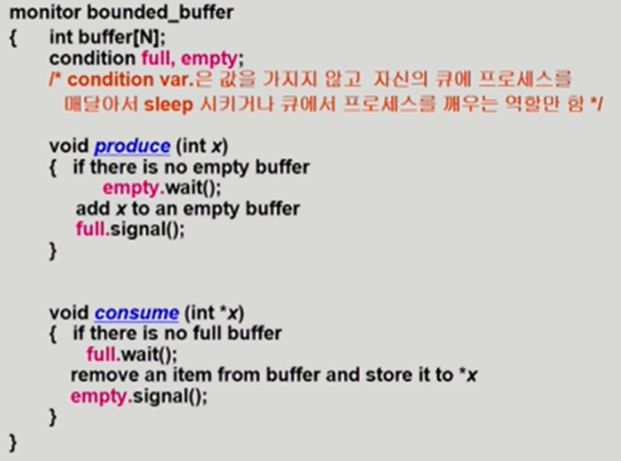 monitor bounded_buffer
{ int buffer[N];
condition full, empty;
/* condition var.은 값을 가지지 않고 자신의 큐에 프로세스를
매달아서 sleep 시키거나 큐에서 프로세스를 깨우는 역할만 함 */
void produce (int x)
{ if there is no empty buffer
empty.wait();
add x to an empty buffer
full.signal();
}
void consume (int *x)
{ if there is no full buffer
full.wait();
remove an item from buffer and store it to *x
empty.signal();
}
}